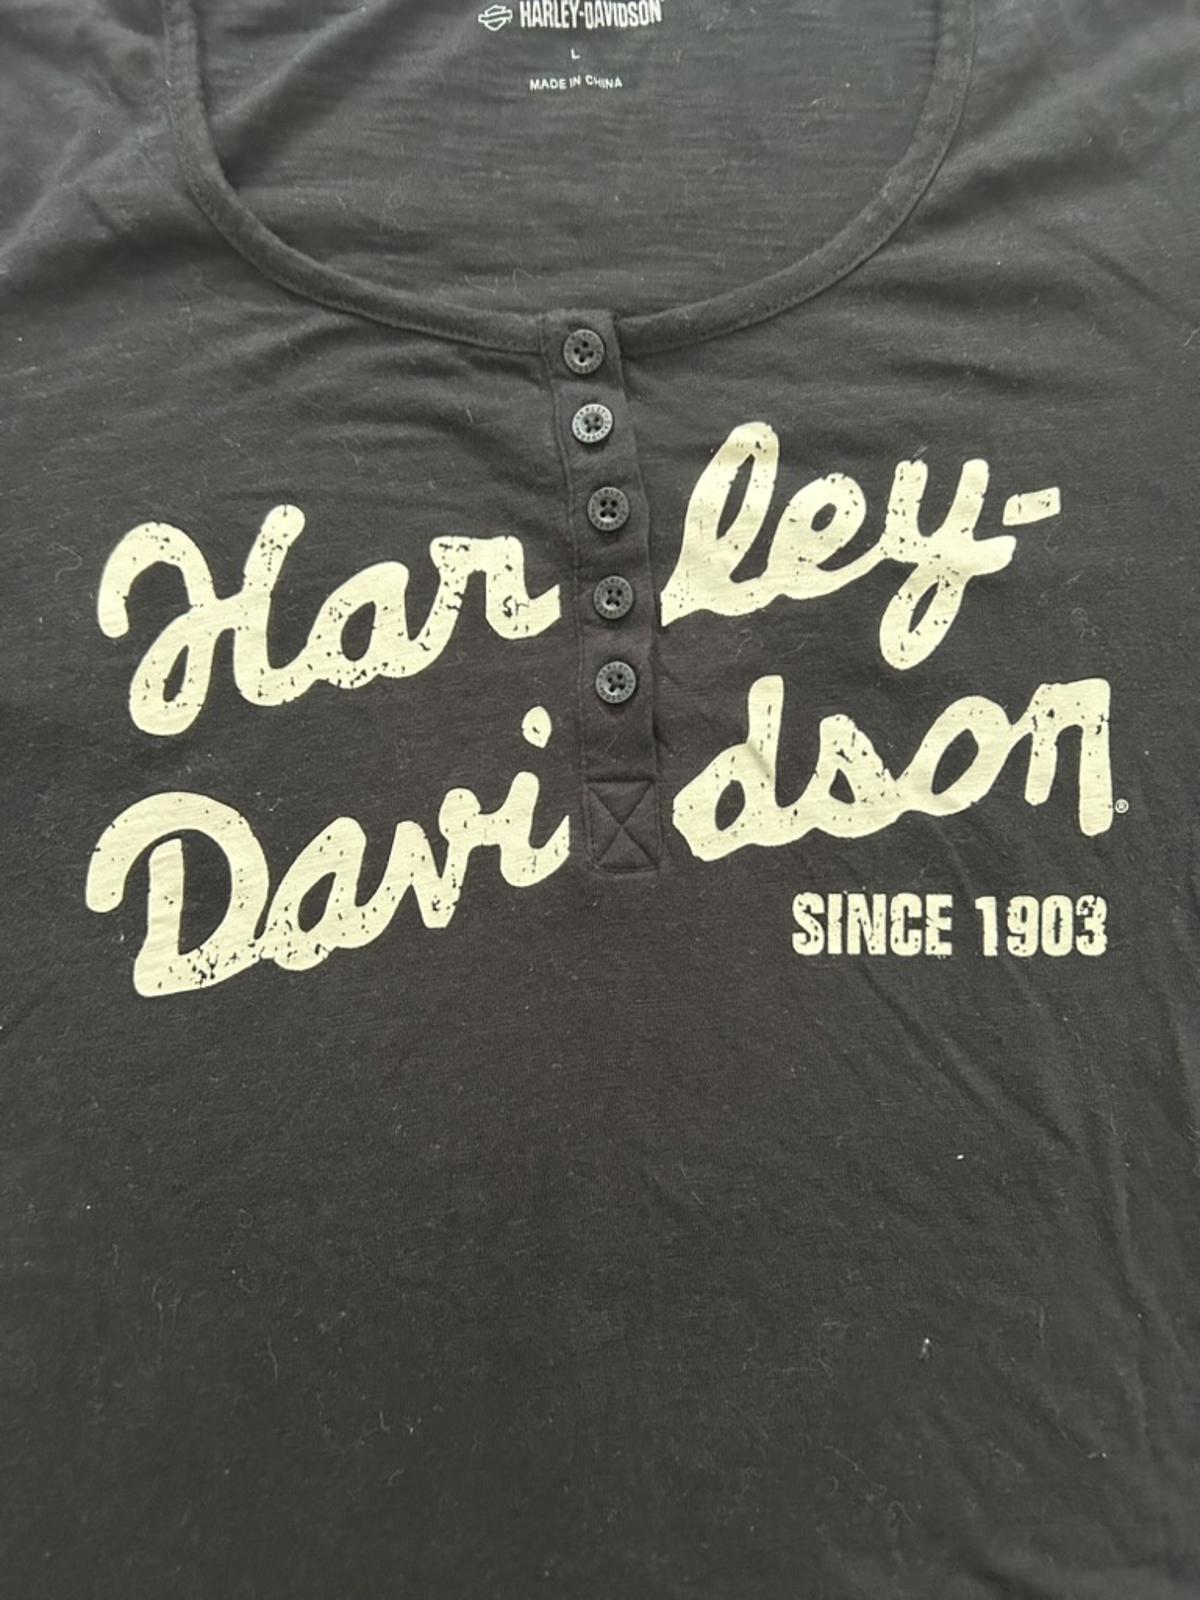 HARLEY-DAVIDSON
L
MADE IN CHINA
Harley-
Davidson®
SINCE 1903